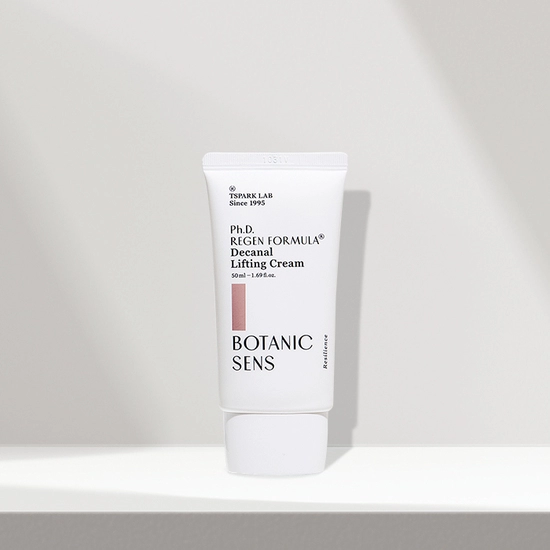 TSPARK LAB
Since 1995
Ph.D.
REGEN FORMULA®
Decanal
Lifting Cream
50 ml – 1.69 fl.oz.
BOTANIC
SENS
Resilience